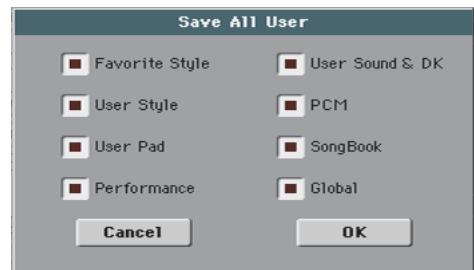 Save All User
Favorite Style
User Sound & DK
User Style
PCM
User Pad
SongBook
Performance
Global
Cancel
OK